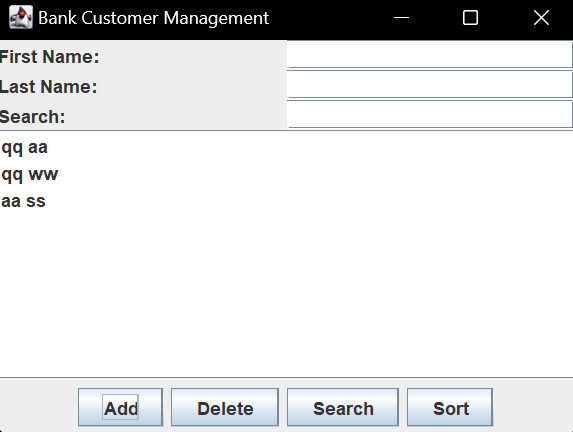 Bank Customer Management
First Name:
Last Name:
Search:
qq aa
qq ww
aa ss
Add Delete Search Sort